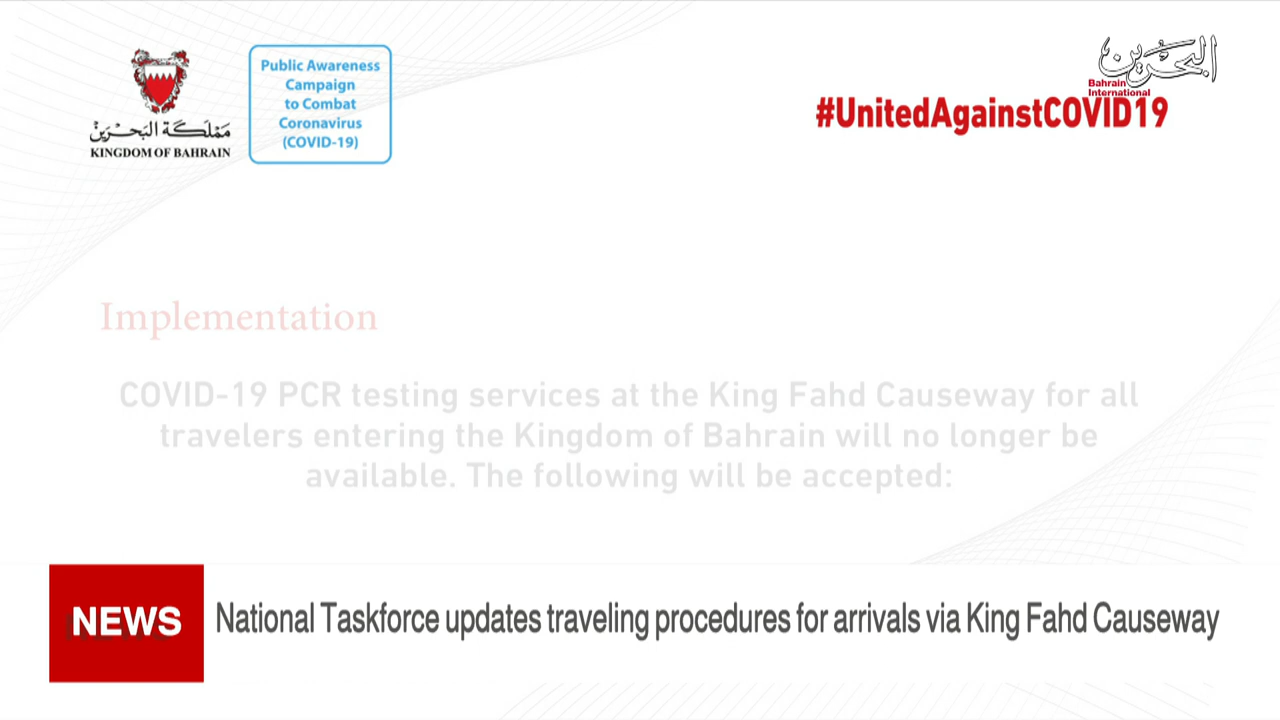 مملكة البحرين
KINGDOM OF BAHRAIN
Public Awareness
Campaign
to Combat
Coronavirus
(COVID-19)
البحرين
Bahrain
International
#UnitedAgainstCOVID19
Implementation
COVID-19 PCR testing services at the King Fahd Causeway for all
travelers entering the Kingdom of Bahrain will no longer be
available. The following will be accepted:
NEWS
National Taskforce updates traveling procedures for arrivals via King Fahd Causeway